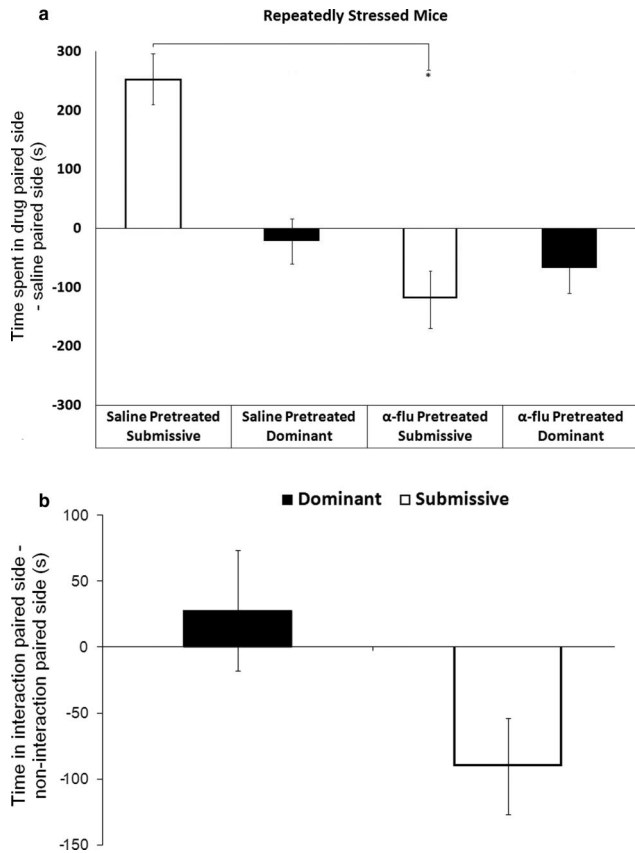 a
Repeatedly Stressed Mice
Time spent in drug paired side
- saline paired side (s)
300
200
100
0
-100
-200
-300
*
Saline Pretreated
Submissive
Saline Pretreated
Dominant
α-flu Pretreated
Submissive
α-flu Pretreated
Dominant
b
Dominant Submissive
Time in interaction paired side -
non-interaction paired side (s)
100
50
0
-50
-100
-150